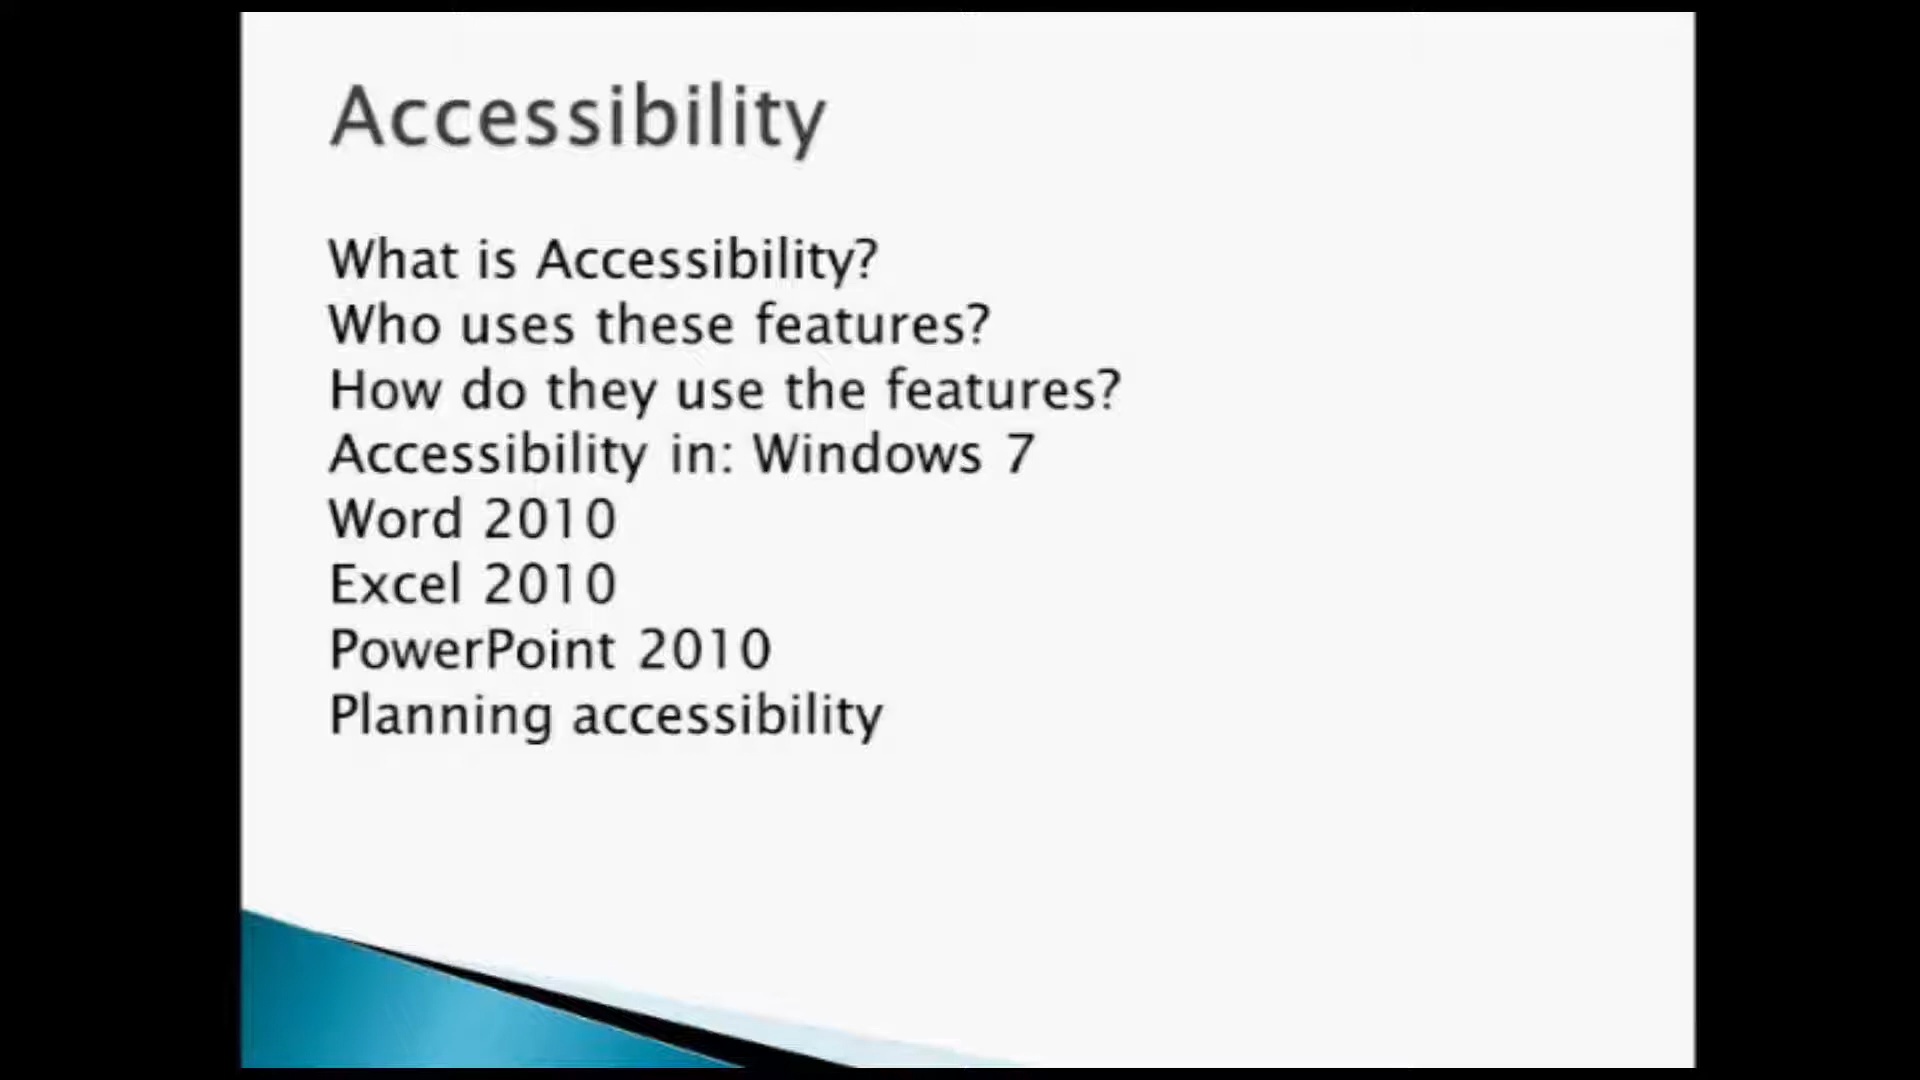 Accessibility
What is Accessibility?
Who uses these features?
How do they use the features?
Accessibility in: Windows 7
Word 2010
Excel 2010
PowerPoint 2010
Planning accessibility